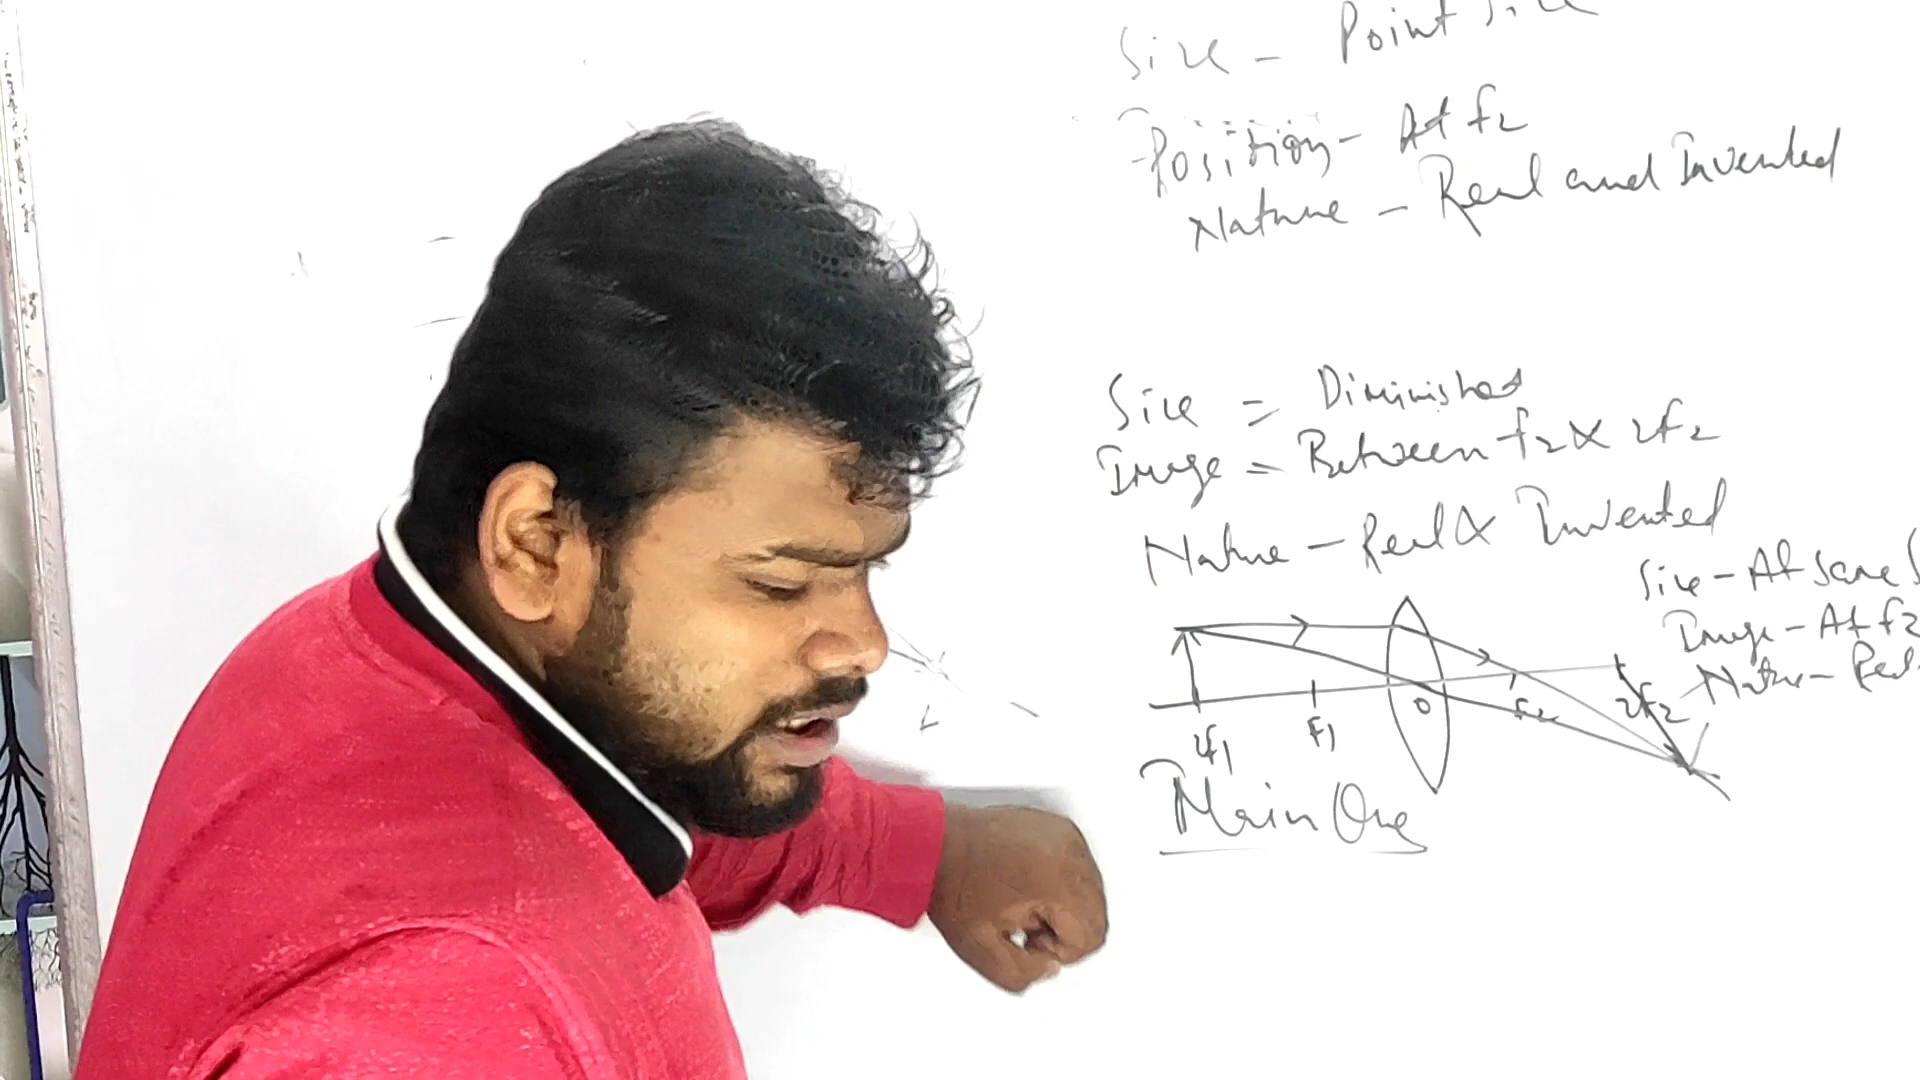 Size - Point Size
Position - At f2
Nature - Real and Inverted
Size = Diminished
Image = Between f2 & 2f2
Nature - Real & Inverted
Size - At Same S
Image - At f2
Nature - Real
2f1 F1 O F2 2f2
Main One